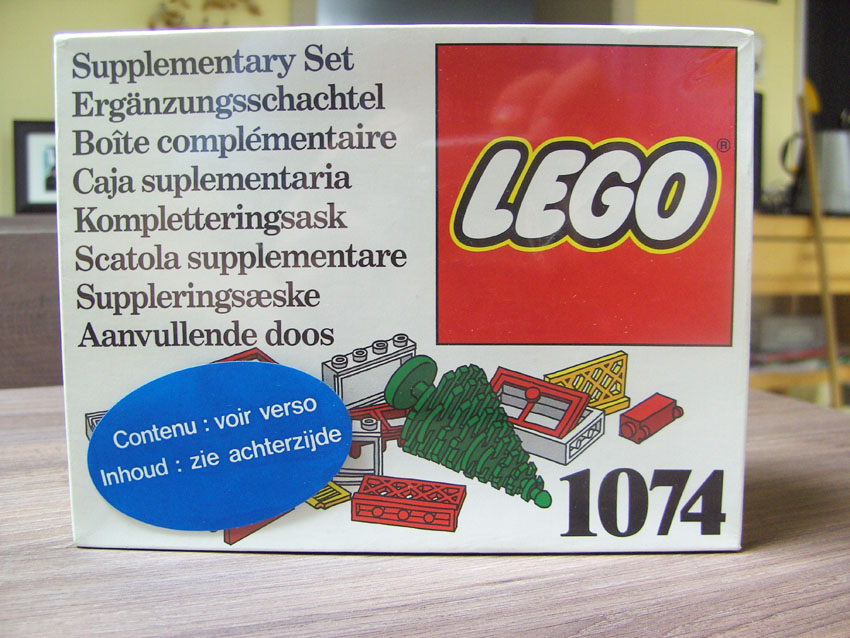 Supplementary Set
Ergänzungsschachtel
Boîte complémentaire
Caja suplementaria
Kompletteringsask
Scatola supplementare
Suppleringsæske
Aanvullende doos
LEGO®
Contenu : voir verso
Inhoud : zie achterzijde
1074